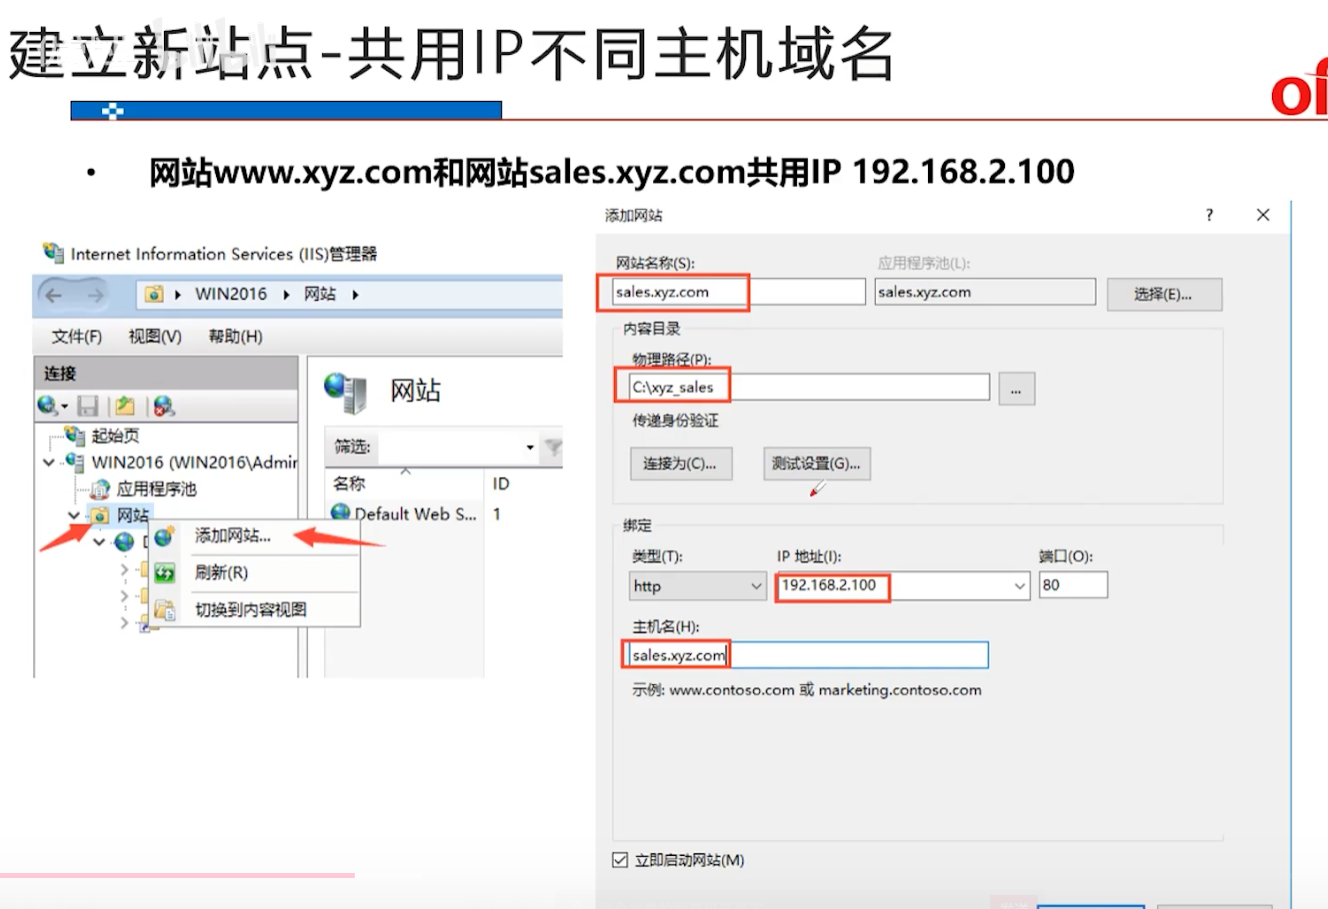 建立新站点-共用IP不同主机域名
• 网站www.xyz.com和网站sales.xyz.com共用IP 192.168.2.100
Internet Information Services (IIS)管理器
WIN2016
网站
文件(F) 视图(V) 帮助(H)
连接
起始页
WIN2016 (WIN2016\Admir
应用程序池
网站
添加网站...
刷新(R)
切换到内容视图
网站
筛选:
名称 ID
Default Web S... 1
添加网站 ?
网站名称(S): 应用程序池(L):
sales.xyz.com sales.xyz.com 选择(E)...
内容目录
物理路径(P):
C:\xyz_sales ...
传递身份验证
连接为(C)... 测试设置(G)...
绑定
类型(T): IP 地址(I): 端口(O):
http 192.168.2.100 80
主机名(H):
sales.xyz.com
示例: www.contoso.com 或 marketing.contoso.com
立即启动网站(M)